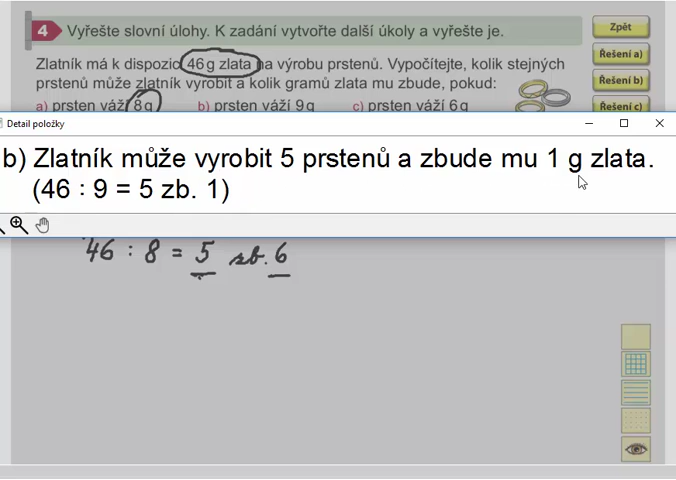 4 Vyřešte slovní úlohy. K zadání vytvořte další úkoly a vyřešte je.
Zpět
Zlatník má k dispozic 46 g zlata na výrobu prstenů. Vypočítejte, kolik stejných
Řešení a)
prstenů může zlatník vyrobit a kolik gramů zlata mu zbude, pokud:
Řešení b)
a) prsten váží 8 g b) prsten váží 9 g c) prsten váží 6 g
Řešení c)
Detail položky
b) Zlatník může vyrobit 5 prstenů a zbude mu 1 g zlata.
(46 : 9 = 5 zb. 1)
46 : 8 = 5 zb. 6